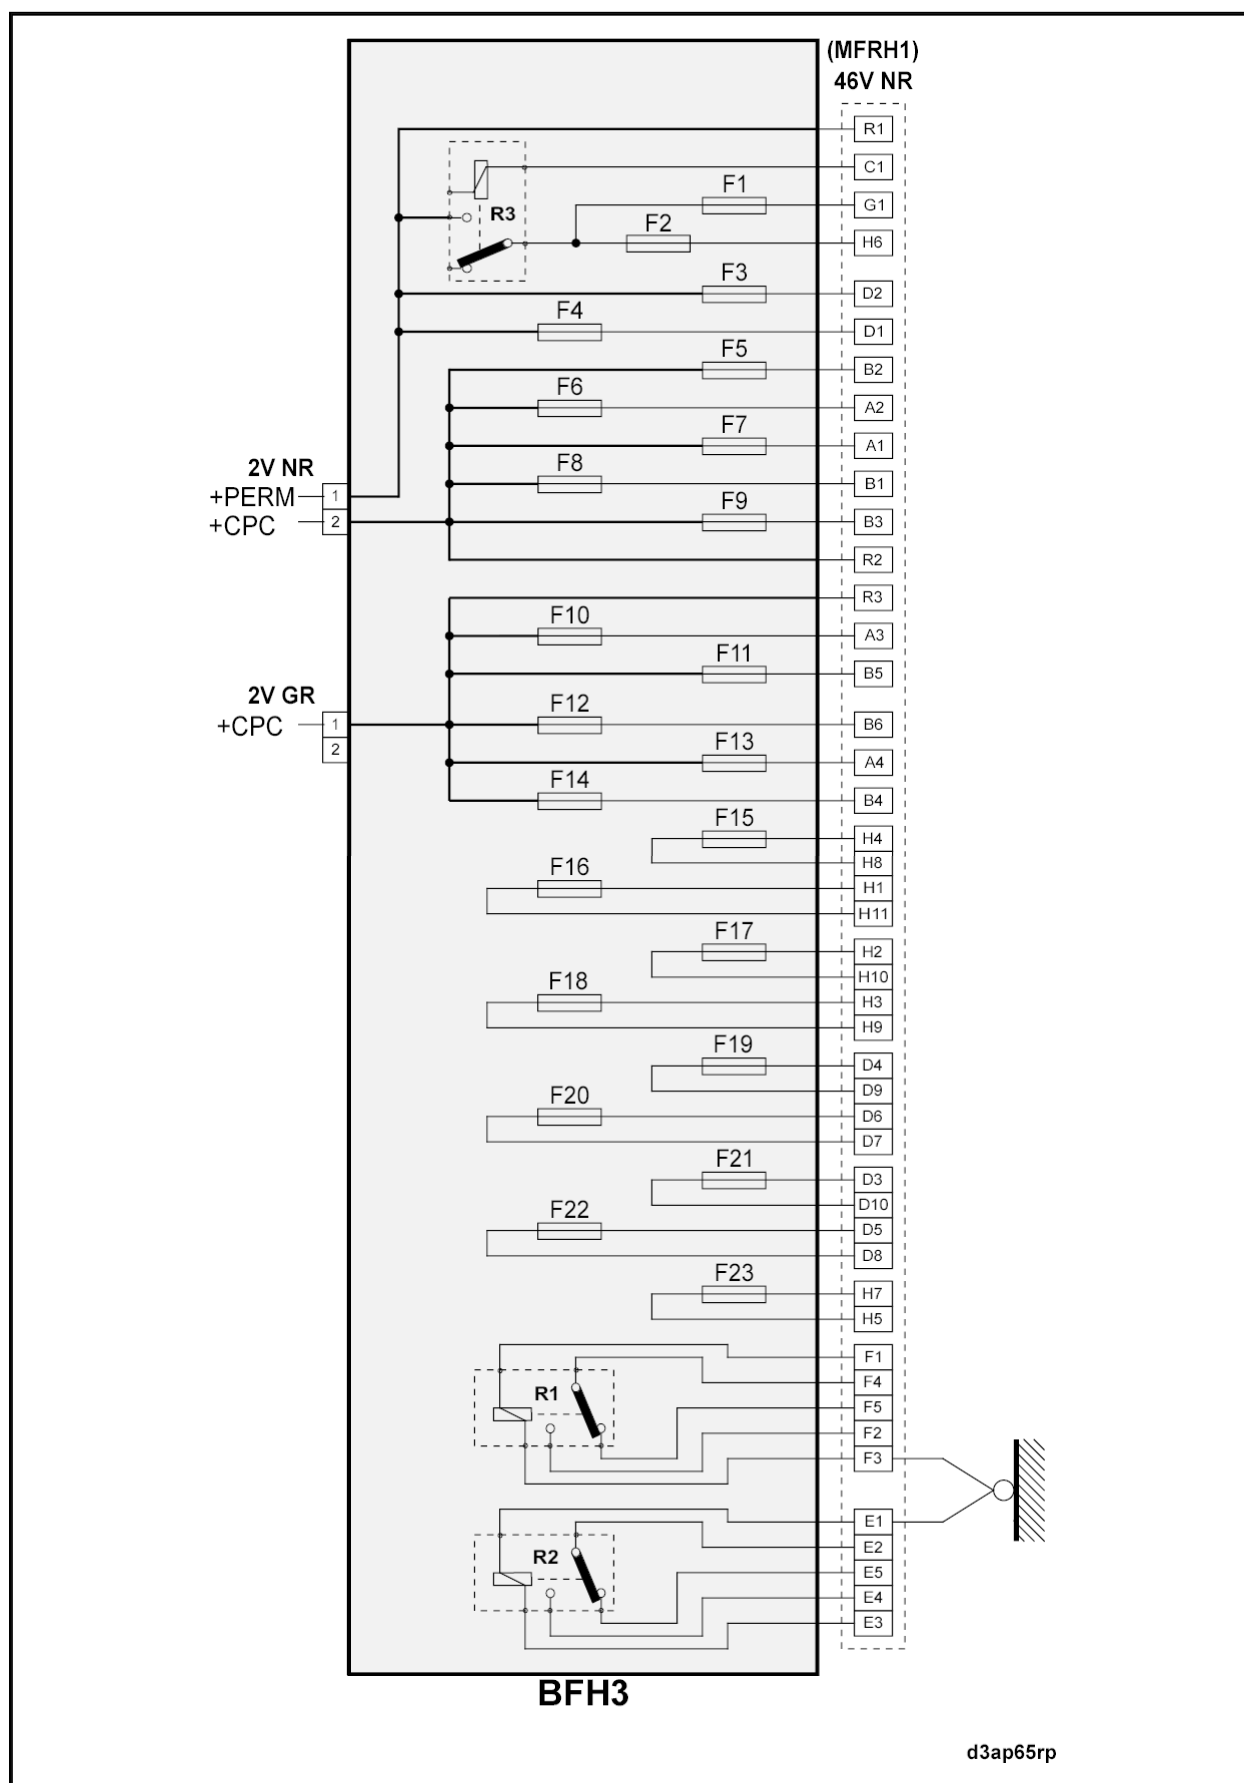 (MFRH1)
46V NR
R1
C1
F1
G1
R3
F2
H6
F3
D2
F4
D1
F5
B2
F6
A2
F7
A1
2V NR
F8
B1
+PERM
1
F9
+CPC
2
B3
R2
R3
F10
A3
F11
B5
2V GR
F12
+CPC
1
B6
2
F13
A4
F14
B4
F15
H4
H8
F16
H1
H11
F17
H2
H10
F18
H3
H9
F19
D4
D9
F20
D6
D7
F21
D3
D10
F22
D5
D8
F23
H7
H5
F1
F4
R1
F5
F2
F3
E1
E2
R2
E5
E4
E3
BFH3
d3ap65rp